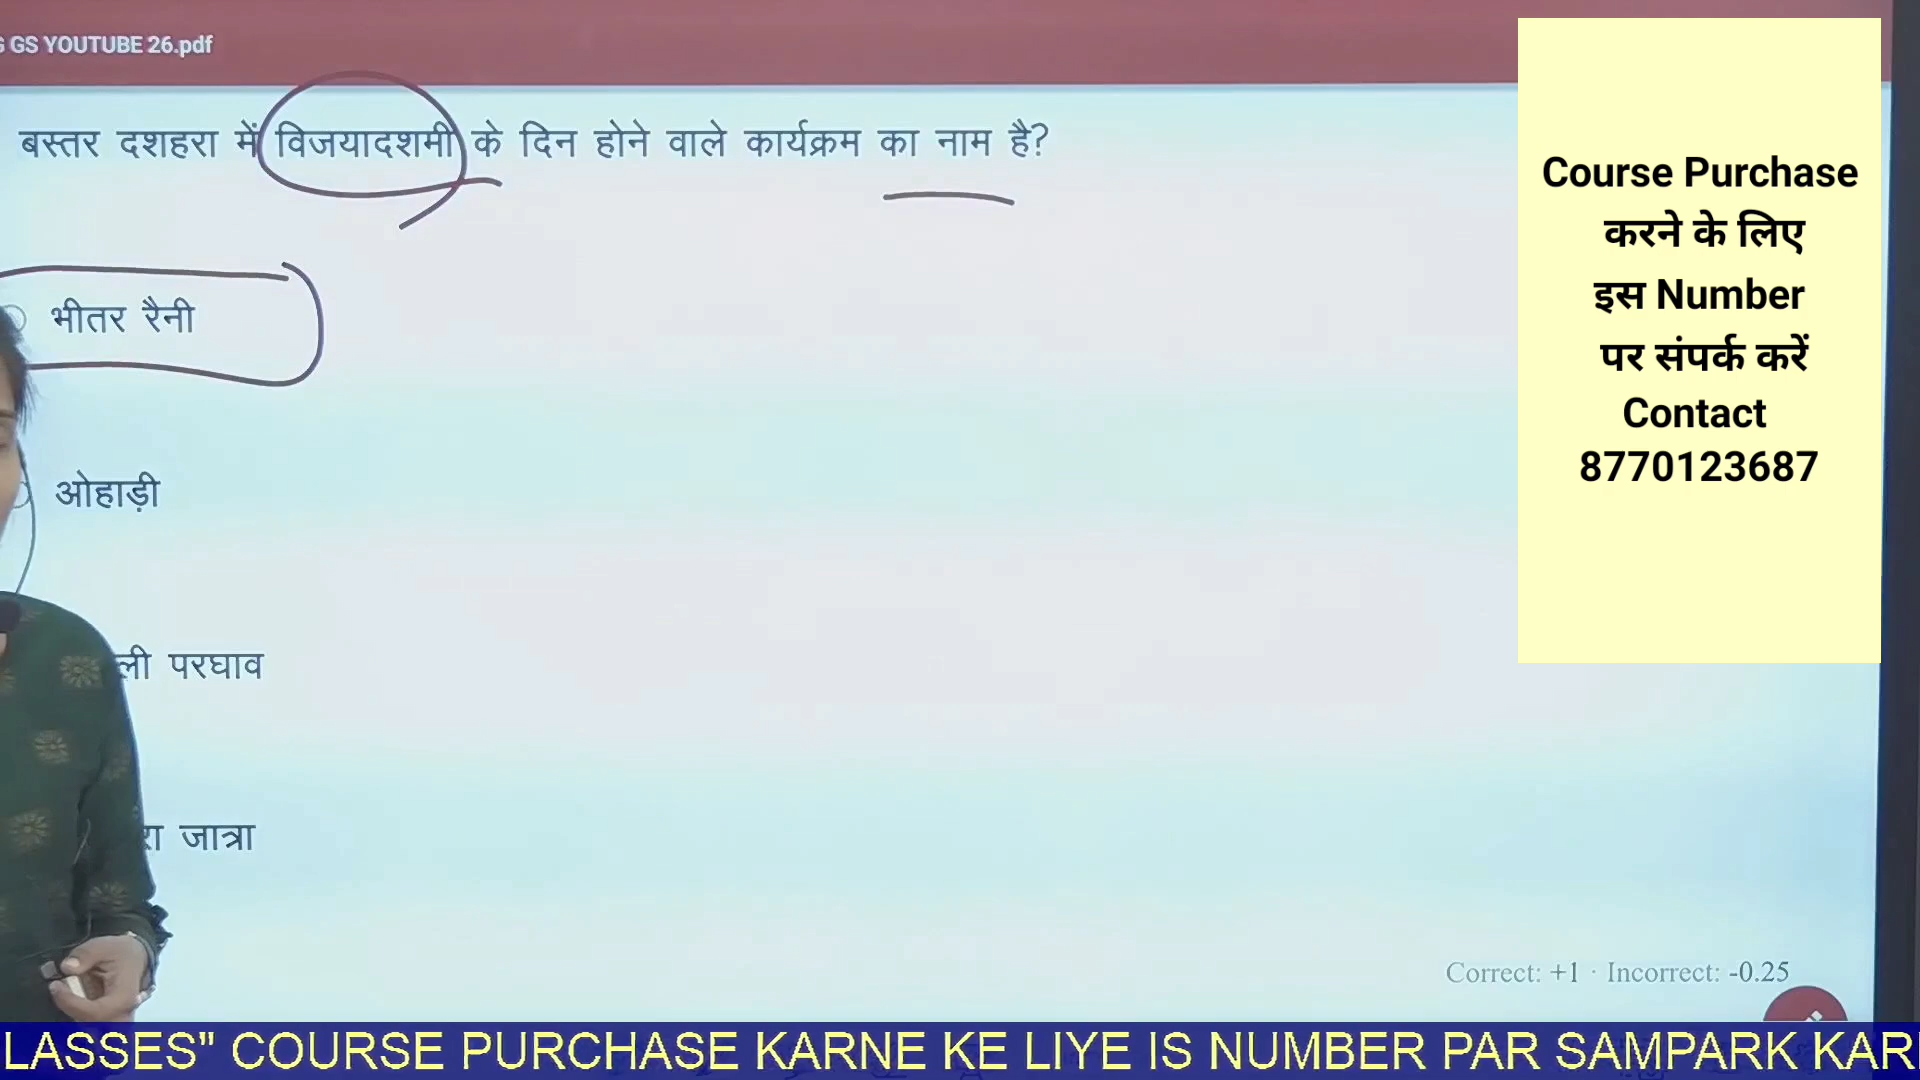 GS YOUTUBE 26.pdf
बस्तर दशहरा में विजयादशमी के दिन होने वाले कार्यक्रम का नाम है?
भीतर रैनी
ओहाड़ी
ली परघाव
रा जात्रा
Course Purchase
करने के लिए
इस Number
पर संपर्क करें
Contact
8770123687
Correct: +1 · Incorrect: -0.25
LASSES" COURSE PURCHASE KARNE KE LIYE IS NUMBER PAR SAMPARK KAR